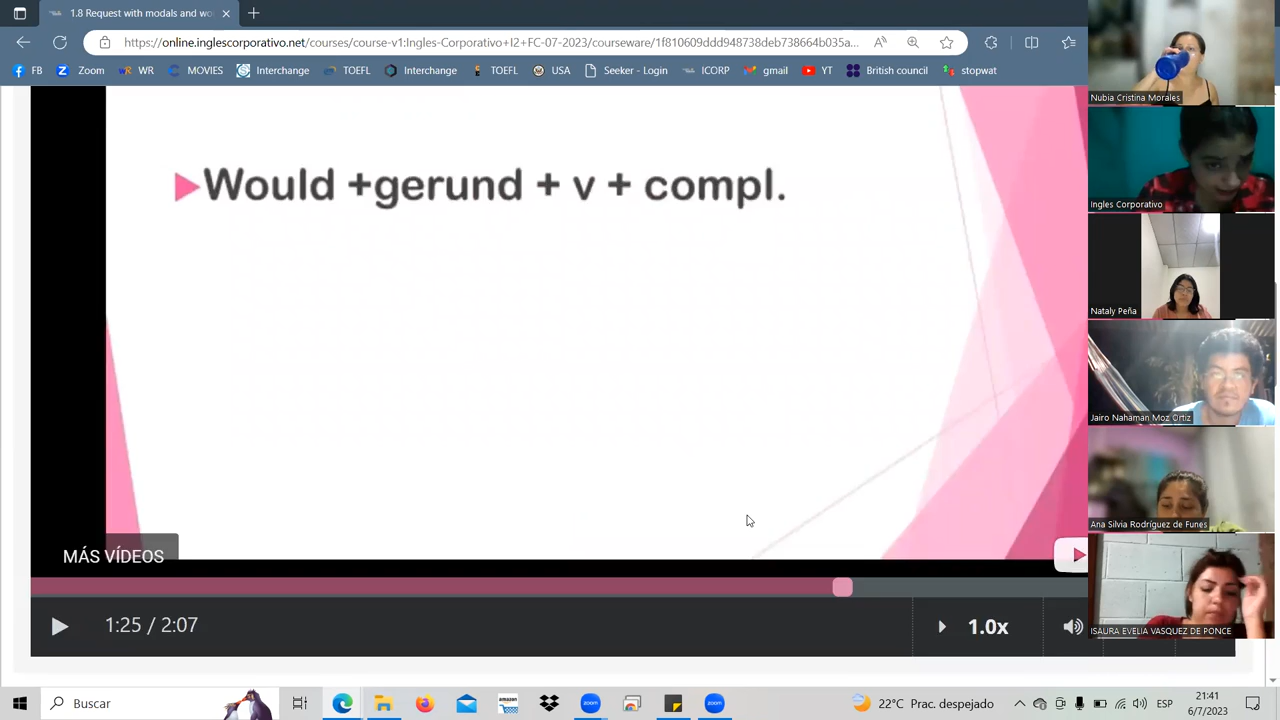 1.8 Request with modals and wo
https://online.inglescorporativo.net/courses/course-v1:Ingles-Corporativo+I2+FC-07-2023/courseware/1f810609ddd948738deb738664b035a...
FB Zoom WR MOVIES Interchange TOEFL Interchange TOEFL USA Seeker - Login ICORP gmail YT British council stopwat
Would +gerund + v + compl.
MÁS VÍDEOS
1:25 / 2:07 1.0x
Nubia Cristina Morales
Ingles Corporativo
Nataly Peña
Jairo Nahaman Moz Ortiz
Ana Silvia Rodríguez de Funes
ISAURA EVELIA VASQUEZ DE PONCE
Buscar
22°C Prac. despejado
ESP
21:41
6/7/2023